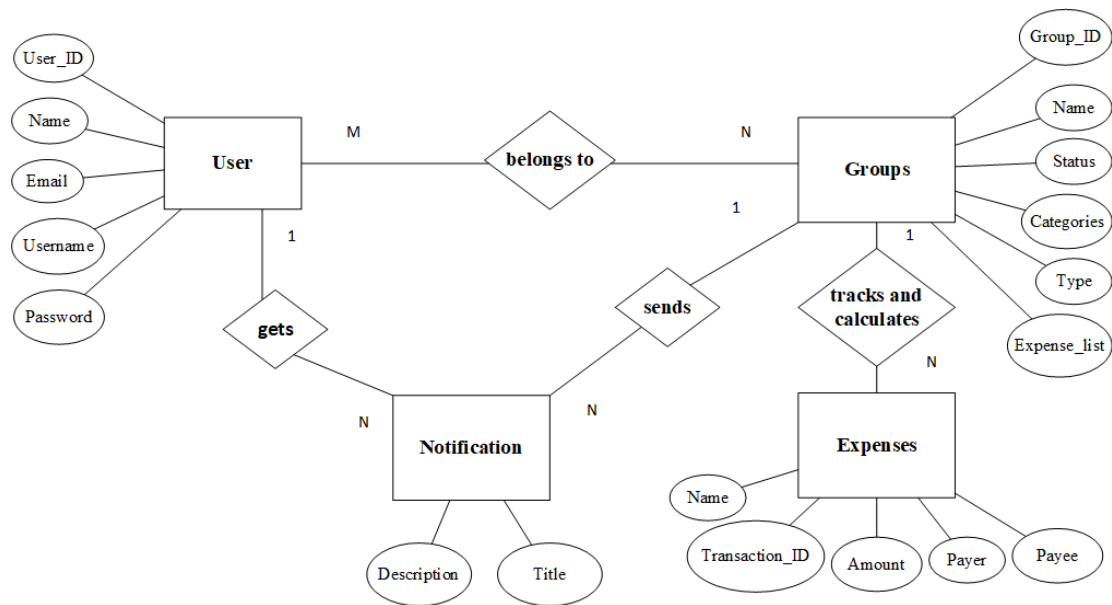 Group_ID
User_ID
Name
Name
M
N
belongs to
User
Groups
Status
Email
1
Categories
Username
1
1
Type
tracks and
calculates
sends
Password
gets
Expense_list
N
N
N
Notification
Expenses
Name
Transaction_ID
Amount
Payer
Payee
Description
Title